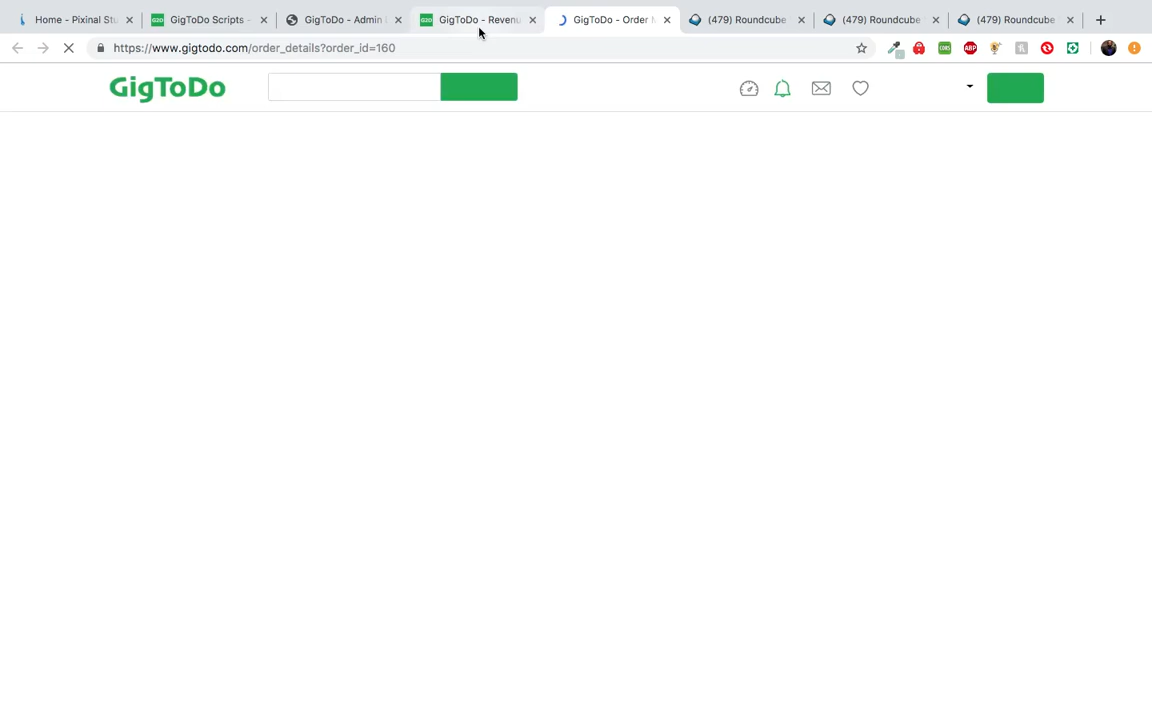 Home - Pixinal Stu
GigToDo Scripts -
GigToDo - Admin
GigToDo - Revenu
GigToDo - Order M
(479) Roundcube
(479) Roundcube
(479) Roundcube
https://www.gigtodo.com/order_details?order_id=160
GigToDo